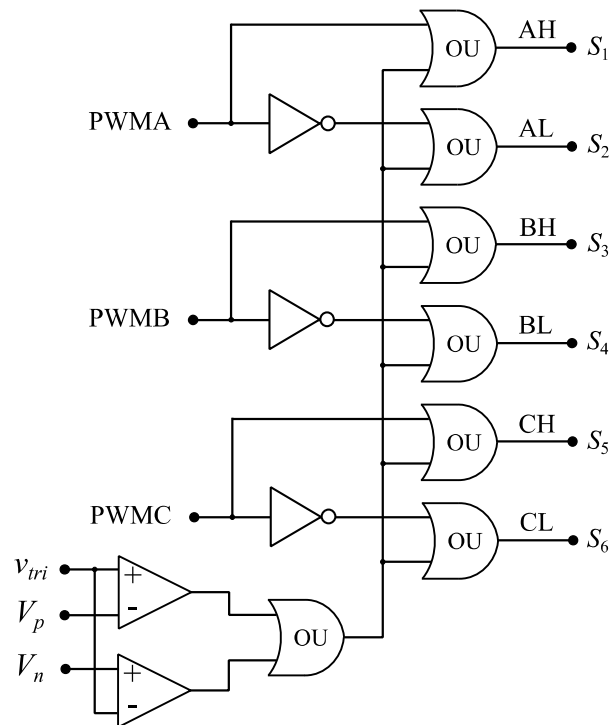 AH
OU
S1
PWMA
AL
OU
S2
BH
OU
S3
PWMB
BL
OU
S4
CH
OU
S5
PWMC
CL
OU
S6
vtri
+
-
Vp
OU
Vn
+
-